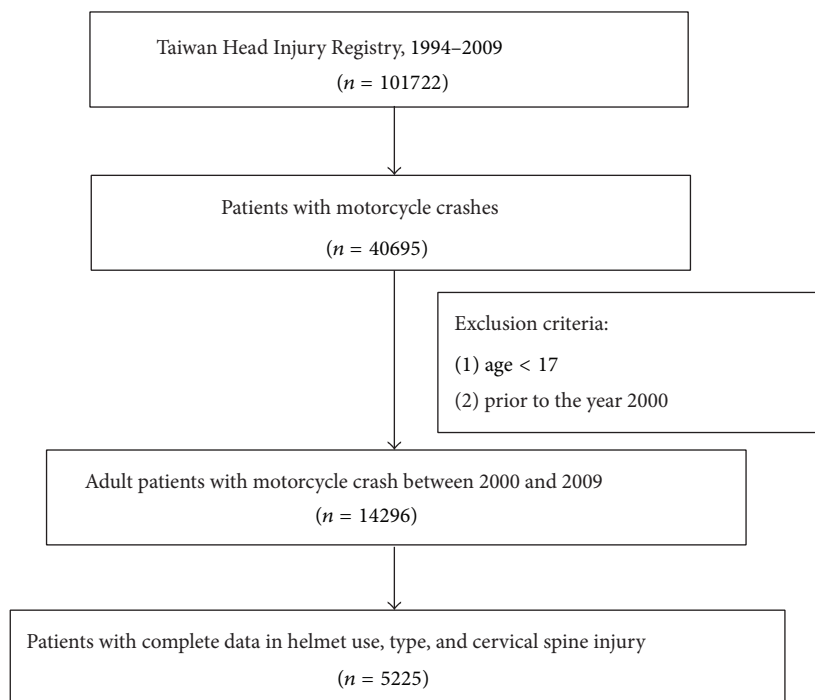 Taiwan Head Injury Registry, 1994–2009
(n = 101722)
Patients with motorcycle crashes
(n = 40695)
Exclusion criteria:
(1) age < 17
(2) prior to the year 2000
Adult patients with motorcycle crash between 2000 and 2009
(n = 14296)
Patients with complete data in helmet use, type, and cervical spine injury
(n = 5225)